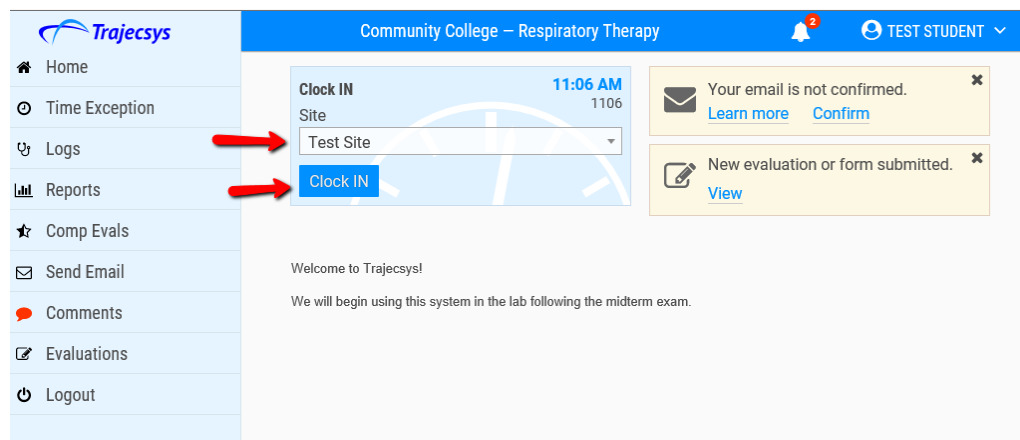 Trajecsys
Community College – Respiratory Therapy
2
TEST STUDENT
Home
Time Exception
Logs
Reports
Comp Evals
Send Email
Comments
Evaluations
Logout
Clock IN
11:06 AM
1106
Site
Test Site
Clock IN
Your email is not confirmed.
Learn more Confirm
New evaluation or form submitted.
View
Welcome to Trajecsys!
We will begin using this system in the lab following the midterm exam.